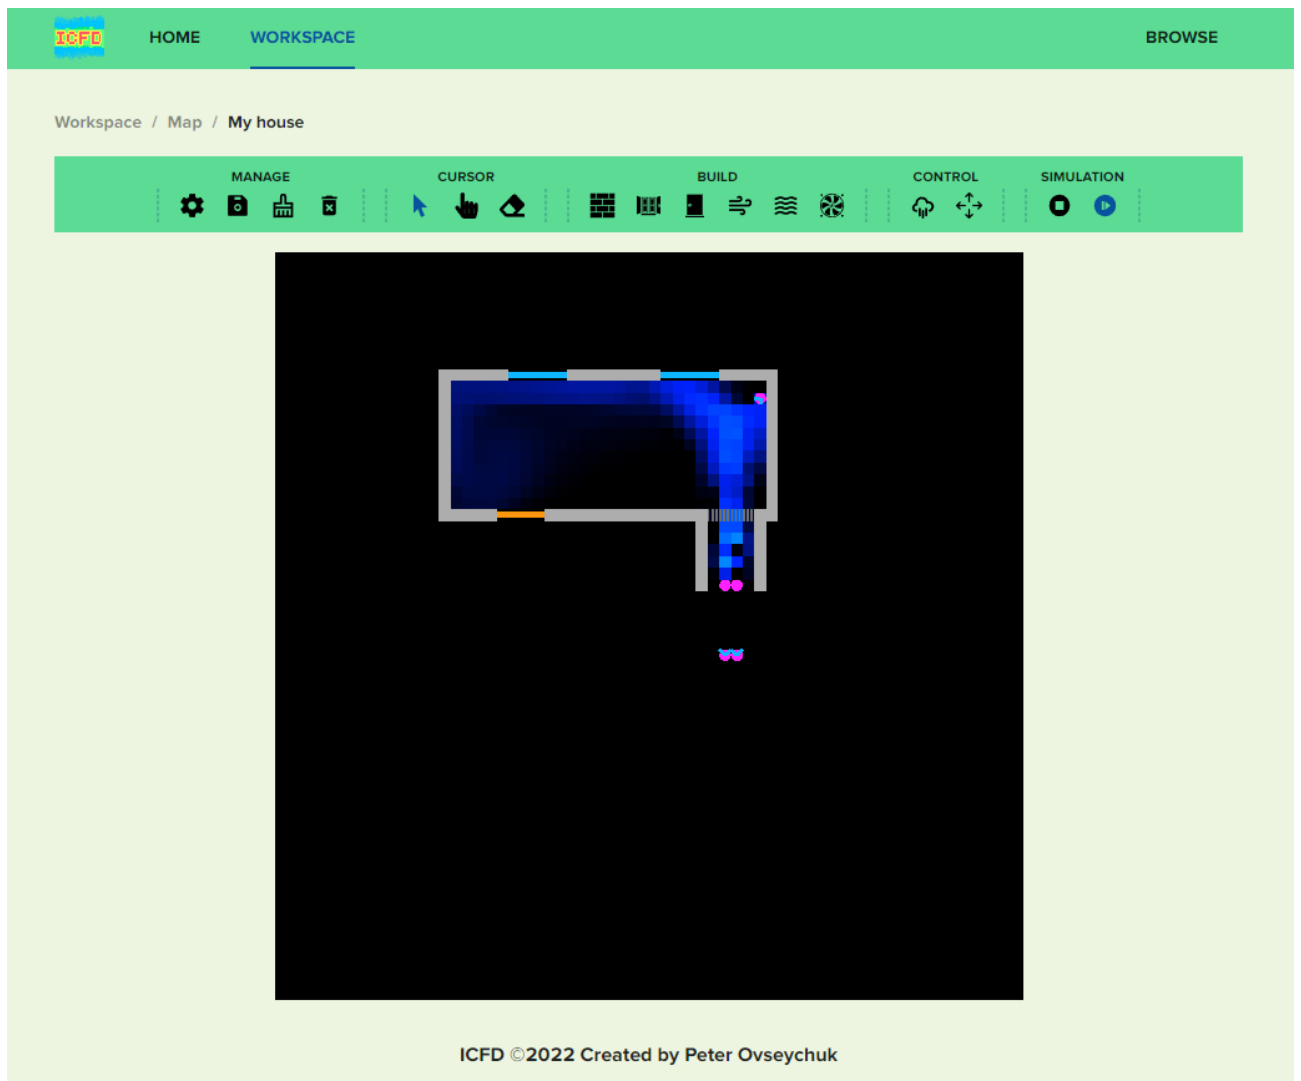 ICFD HOME WORKSPACE BROWSE
Workspace / Map / My house
MANAGE CURSOR BUILD CONTROL SIMULATION
ICFD ©2022 Created by Peter Ovseychuk